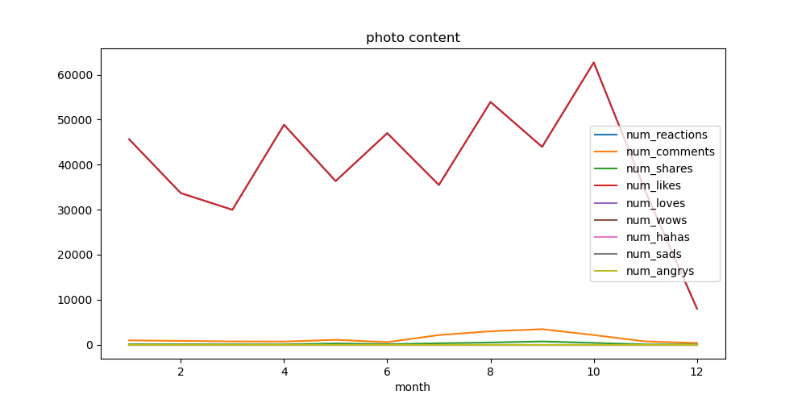 photo content
60000
50000
40000
30000
20000
10000
0
num_reactions
num_comments
num_shares
num_likes
num_loves
num_wows
num_hahas
num_sads
num_angrys
2 4 6 8 10 12
month